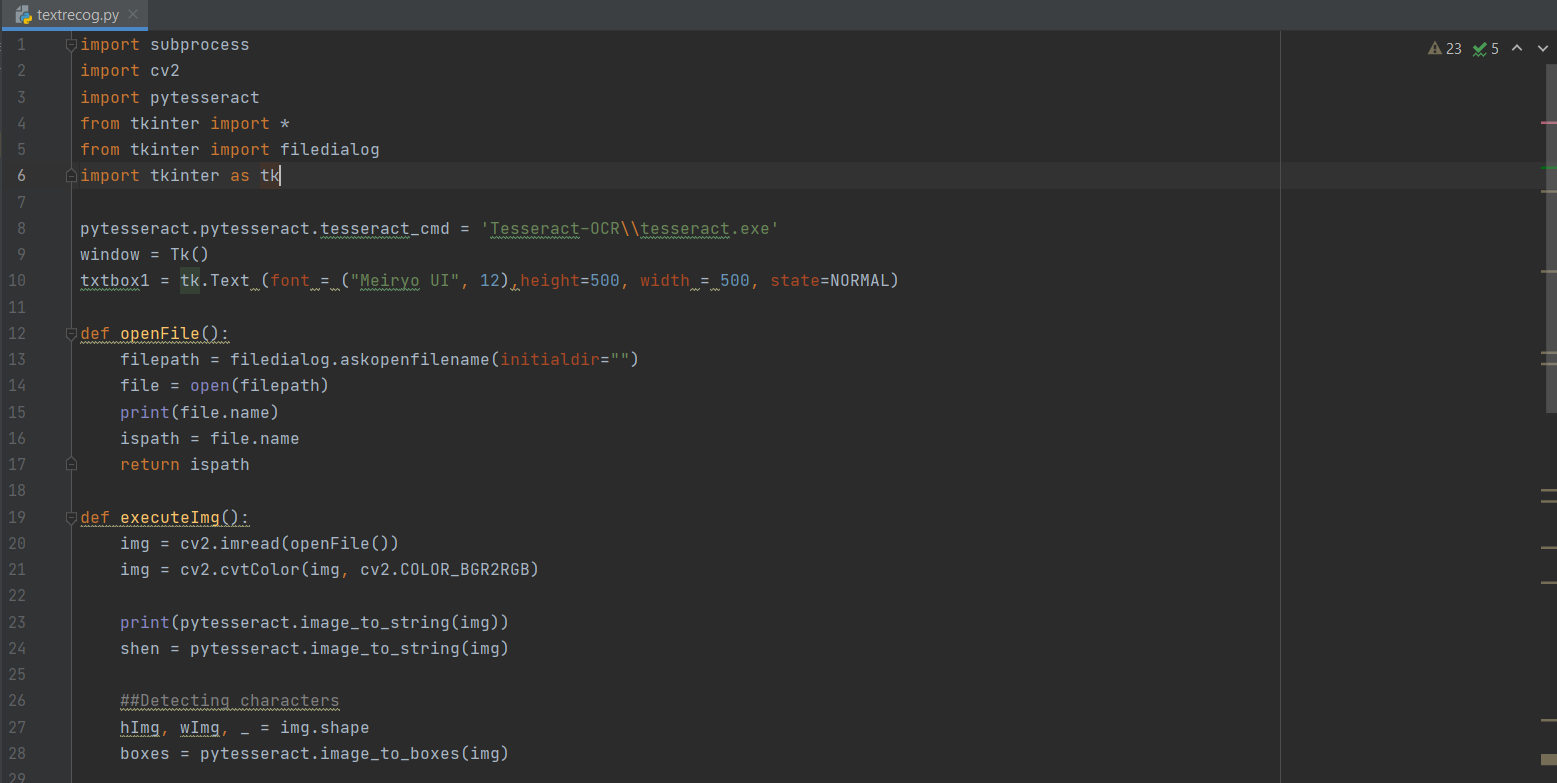 textrecog.py
23 5
1 import subprocess
2 import cv2
3 import pytesseract
4 from tkinter import *
5 from tkinter import filedialog
6 import tkinter as tk
7
8 pytesseract.pytesseract.tesseract_cmd = 'Tesseract-OCR\\tesseract.exe'
9 window = Tk()
10 txtbox1 = tk.Text (font = ("Meiryo UI", 12),height=500, width = 500, state=NORMAL)
11
12 def openFile():
13     filepath = filedialog.askopenfilename(initialdir="")
14     file = open(filepath)
15     print(file.name)
16     ispath = file.name
17     return ispath
18
19 def executeImg():
20     img = cv2.imread(openFile())
21     img = cv2.cvtColor(img, cv2.COLOR_BGR2RGB)
22
23     print(pytesseract.image_to_string(img))
24     shen = pytesseract.image_to_string(img)
25
26     ##Detecting characters
27     hImg, wImg, _ = img.shape
28     boxes = pytesseract.image_to_boxes(img)
29